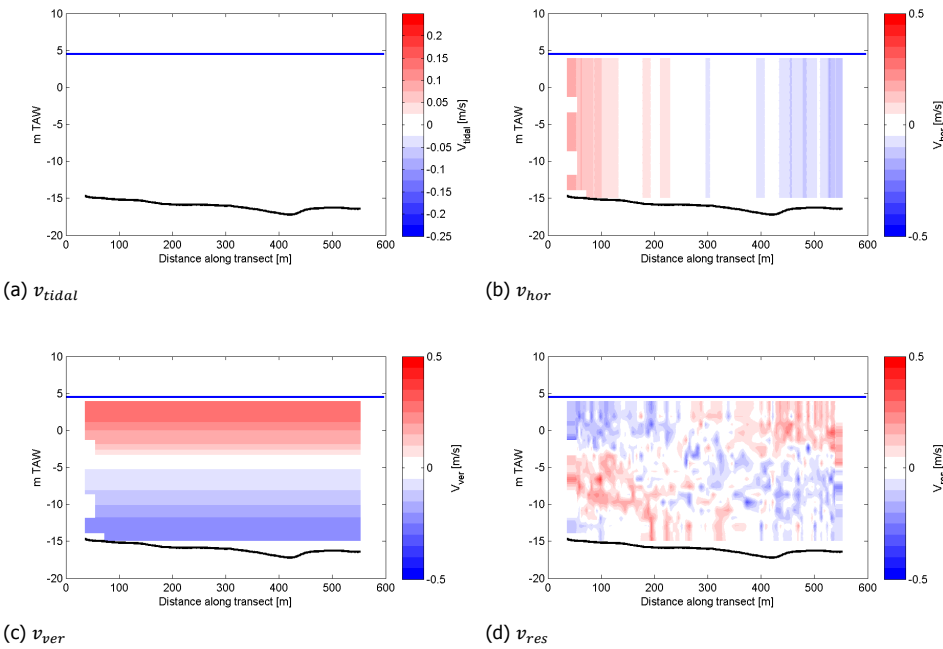 10
5
0
-5
-10
-15
-20
m TAW
0 100 200 300 400 500 600
Distance along transect [m]
0.2
0.15
0.1
0.05
0
-0.05
-0.1
-0.15
-0.2
-0.25
V_tidal [m/s]
(a) v_tidal
10
5
0
-5
-10
-15
-20
m TAW
0 100 200 300 400 500 600
Distance along transect [m]
0.5
0
-0.5
V_hor [m/s]
(b) v_hor
10
5
0
-5
-10
-15
-20
m TAW
0 100 200 300 400 500 600
Distance along transect [m]
0.5
0
-0.5
V_ver [m/s]
(c) v_ver
10
5
0
-5
-10
-15
-20
m TAW
0 100 200 300 400 500 600
Distance along transect [m]
0.5
0
-0.5
V_res [m/s]
(d) v_res